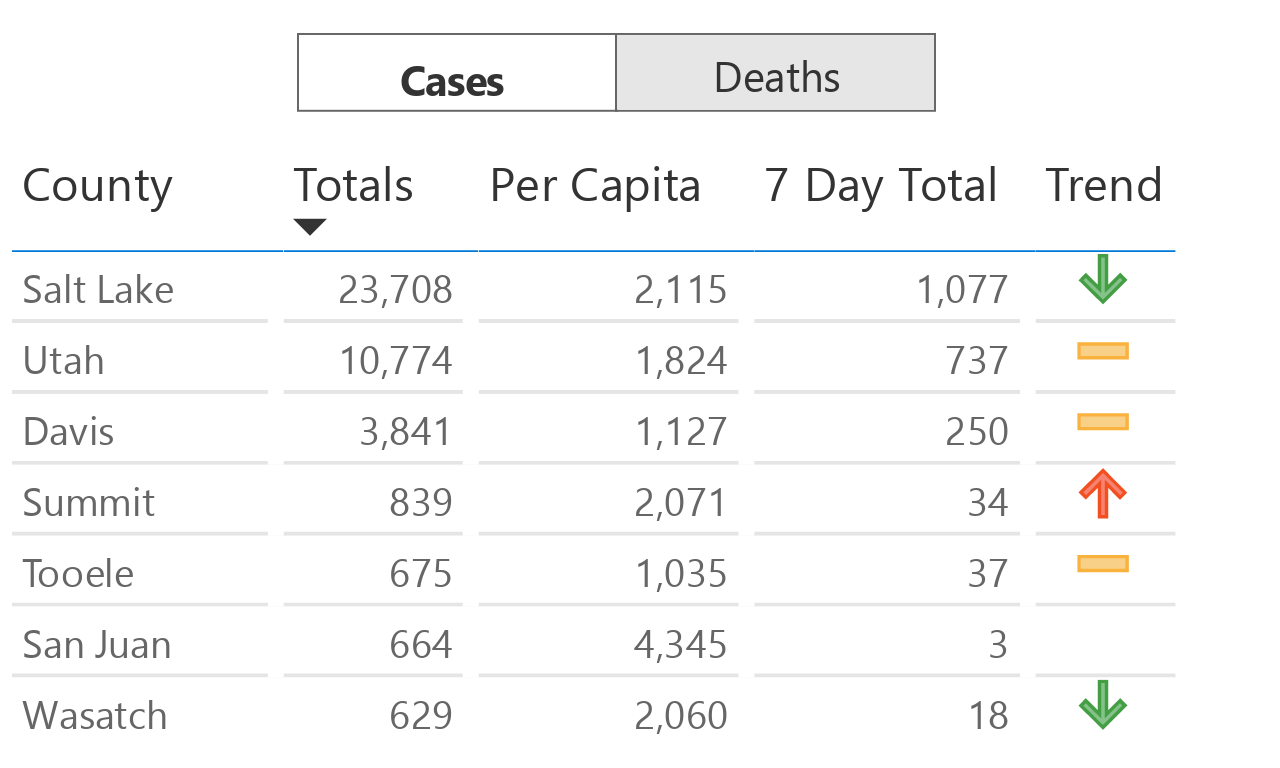 Cases Deaths
County Totals Per Capita 7 Day Total Trend
Salt Lake 23,708 2,115 1,077
Utah 10,774 1,824 737
Davis 3,841 1,127 250
Summit 839 2,071 34
Tooele 675 1,035 37
San Juan 664 4,345 3
Wasatch 629 2,060 18